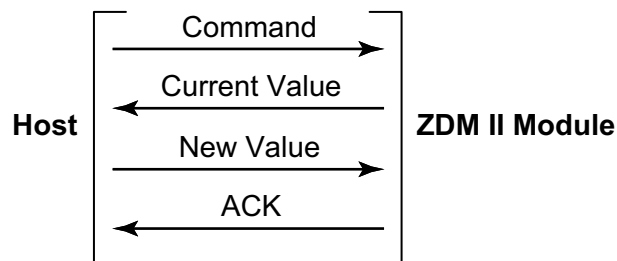 Command
Current Value
Host
ZDM II Module
New Value
ACK